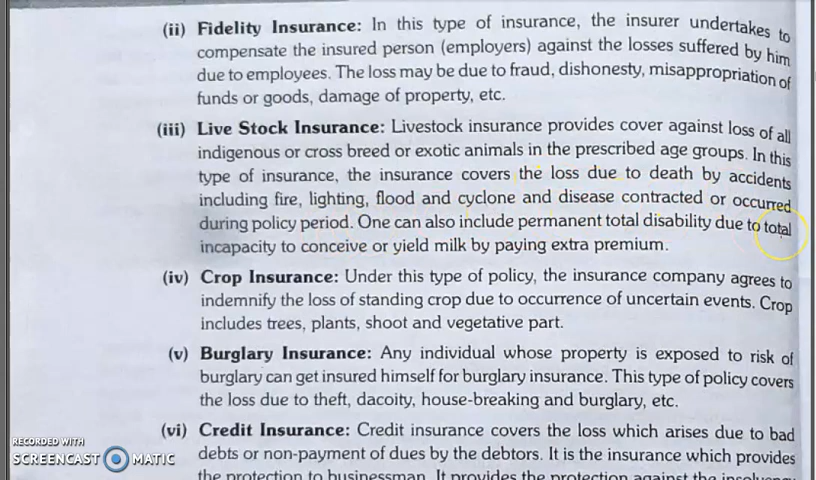 (ii) Fidelity Insurance: In this type of insurance, the insurer undertakes to
compensate the insured person (employers) against the losses suffered by him
due to employees. The loss may be due to fraud, dishonesty, misappropriation of
funds or goods, damage of property, etc.
(iii) Live Stock Insurance: Livestock insurance provides cover against loss of all
indigenous or cross breed or exotic animals in the prescribed age groups. In this
type of insurance, the insurance covers the loss due to death by accidents
including fire, lighting, flood and cyclone and disease contracted or occurred
during policy period. One can also include permanent total disability due to total
incapacity to conceive or yield milk by paying extra premium.
(iv) Crop Insurance: Under this type of policy, the insurance company agrees to
indemnify the loss of standing crop due to occurrence of uncertain events. Crop
includes trees, plants, shoot and vegetative part.
(v) Burglary Insurance: Any individual whose property is exposed to risk of
burglary can get insured himself for burglary insurance. This type of policy covers
the loss due to theft, dacoity, house-breaking and burglary, etc.
(vi) Credit Insurance: Credit insurance covers the loss which arises due to bad
debts or non-payment of dues by the debtors. It is the insurance which provides
the protection to businessman. It provides the protection against the insolvency
RECORDED WITH
SCREENCAST MATIC